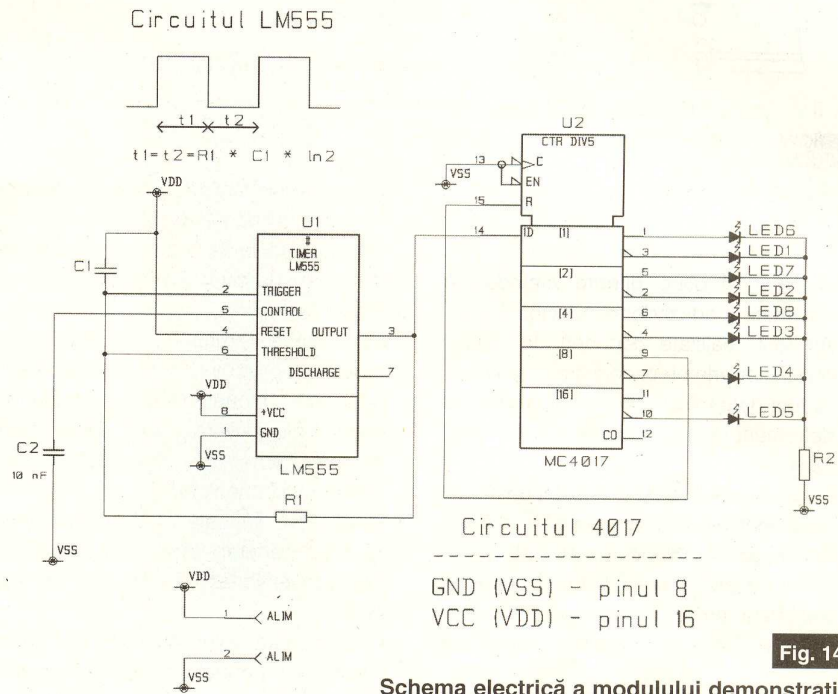 Circuitul LM555
t1 t2
t1=t2=R1 * C1 * ln2
VDD
C1
U1
TIMER
LM555
2 TRIGGER
5 CONTROL
4 RESET OUTPUT 3
6 THRESHOLD
DISCHARGE 7
VDD
8 +VCC
1 GND
VSS
LM555
C2
10 nF
R1
VSS
VDD
1 ALIM
2 ALIM
VSS
U2
CTR DIV5
VSS 13 C
EN
15 R
14 ID [1] 1 LED6
3 LED1
[2] 5 LED7
2 LED2
[4] 6 LED8
4 LED3
[8] 9
7 LED4
[16] 11
10 LED5
CO 12
MC4017
R2
VSS
Circuitul 4017
GND (VSS) - pinul 8
VCC (VDD) - pinul 16
Fig. 14
Schema electrică a modulului demonstrati